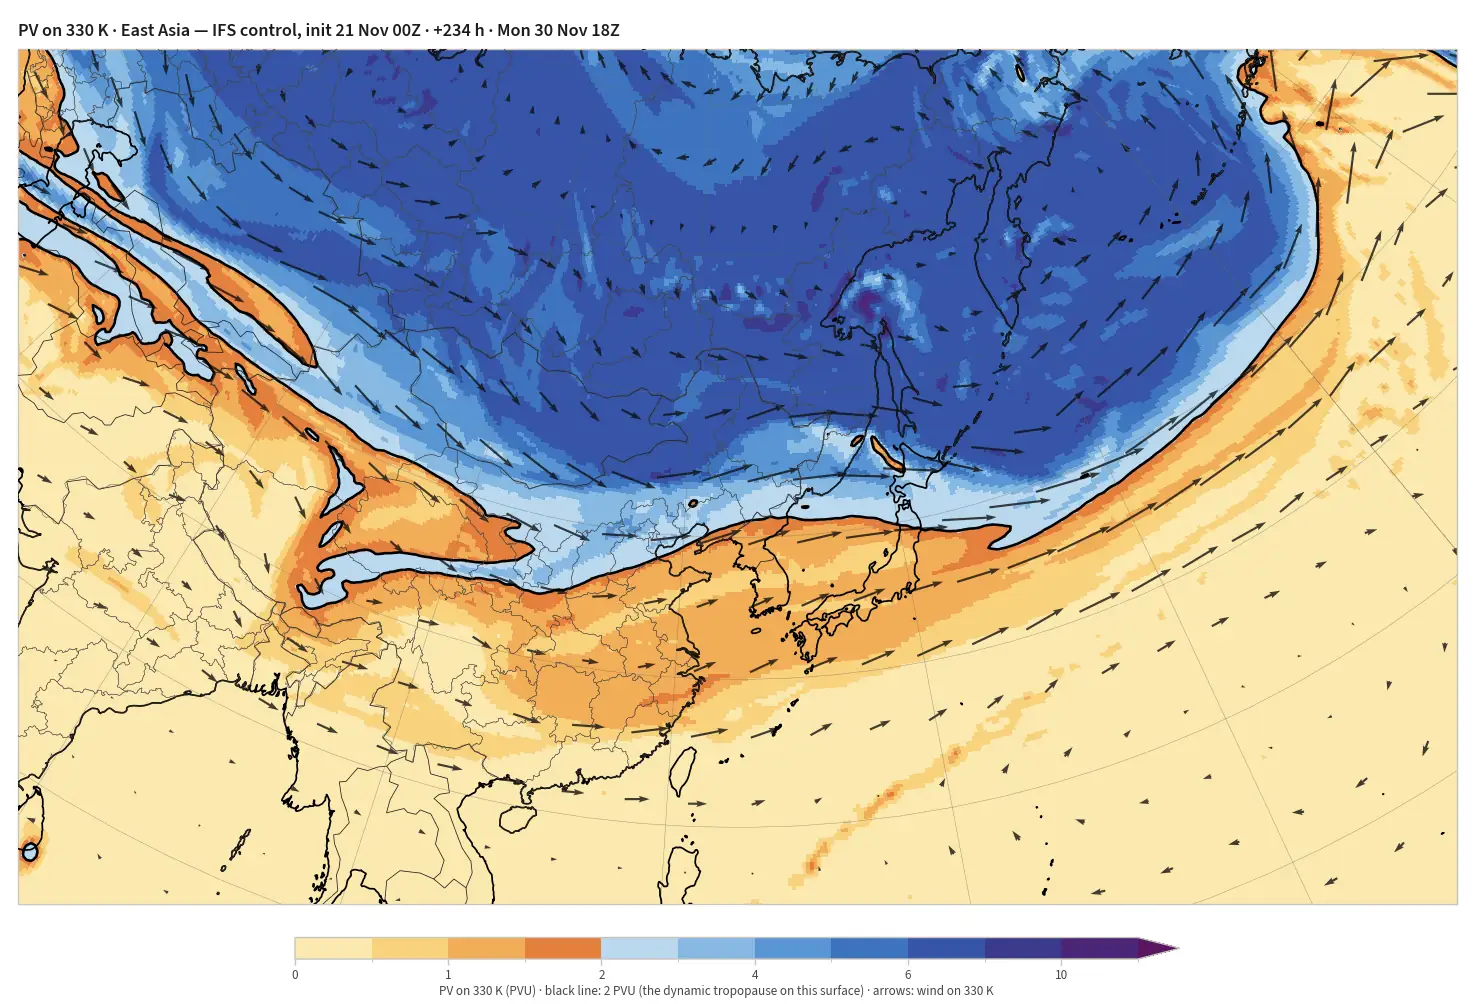 PV on 330 K · East Asia — IFS control, init 21 Nov 00Z · +234 h · Mon 30 Nov 18Z
0 1 2 4 6 10
PV on 330 K (PVU) · black line: 2 PVU (the dynamic tropopause on this surface) · arrows: wind on 330 K